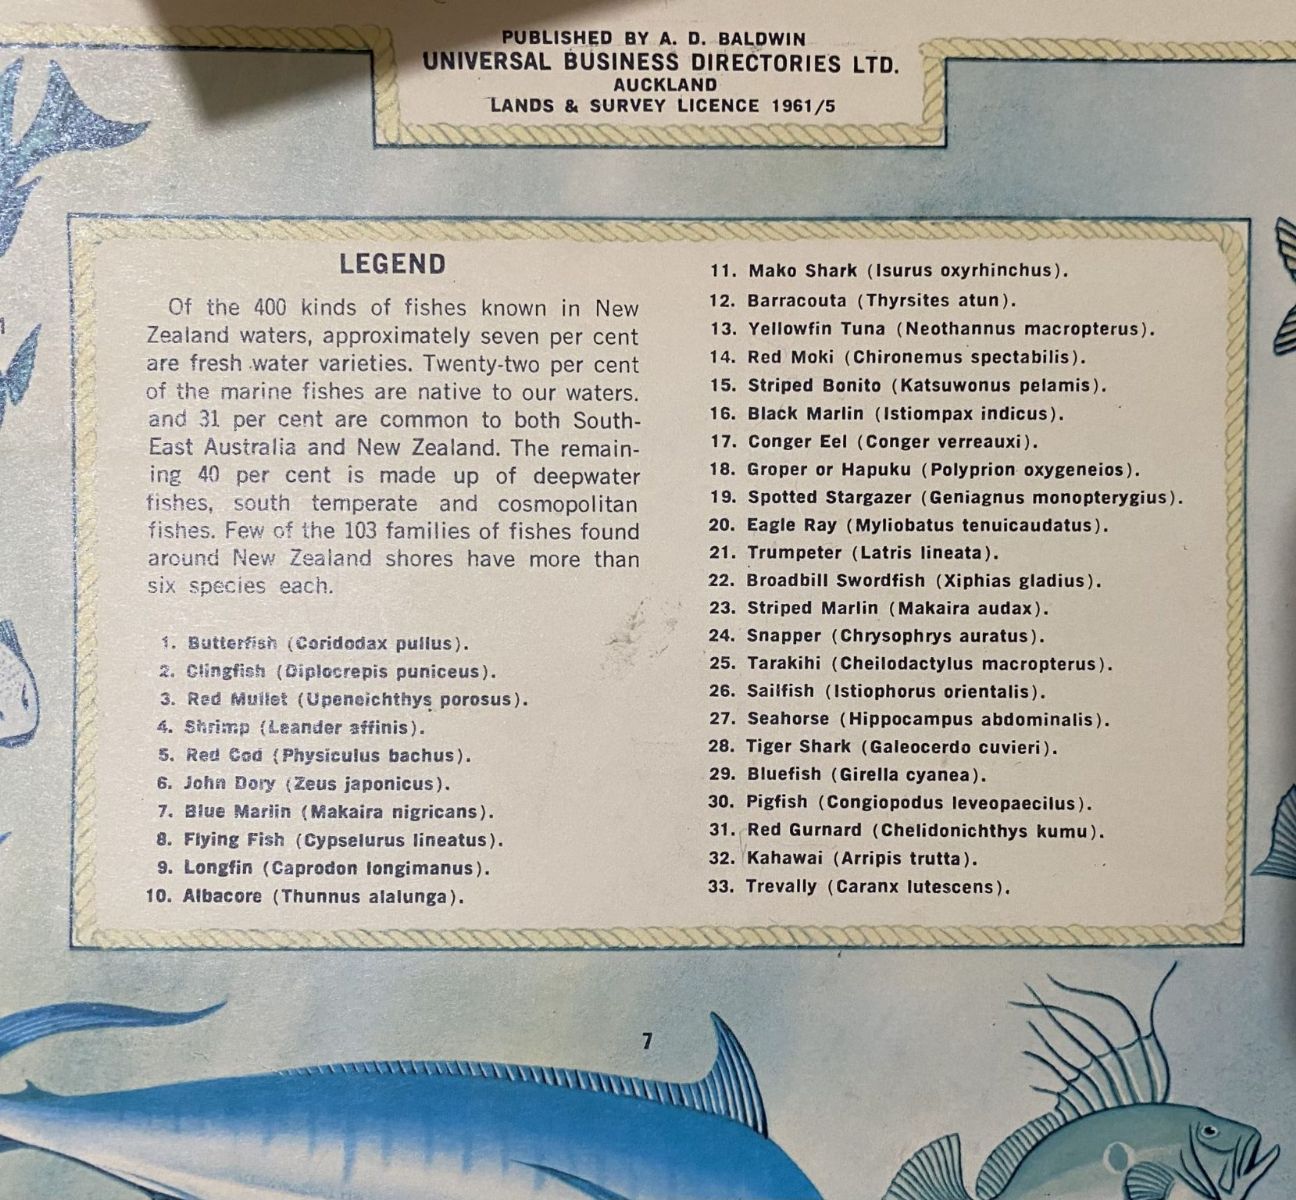 PUBLISHED BY A. D. BALDWIN
UNIVERSAL BUSINESS DIRECTORIES LTD.
AUCKLAND
LANDS & SURVEY LICENCE 1961/5
LEGEND
Of the 400 kinds of fishes known in New
Zealand waters, approximately seven per cent
are fresh water varieties. Twenty-two per cent
of the marine fishes are native to our waters.
and 31 per cent are common to both South-
East Australia and New Zealand. The remain-
ing 40 per cent is made up of deepwater
fishes, south temperate and cosmopolitan
fishes. Few of the 103 families of fishes found
around New Zealand shores have more than
six species each.
1. Butterfish (Coridodax pullus).
2. Clingfish (Diplocrepis puniceus).
3. Red Mullet (Upeneichthys porosus).
4. Shrimp (Leander affinis).
5. Red Cod (Physiculus bachus).
6. John Dory (Zeus japonicus).
7. Blue Marlin (Makaira nigricans).
8. Flying Fish (Cypselurus lineatus).
9. Longfin (Caprodon longimanus).
10. Albacore (Thunnus alalunga).
11. Mako Shark (Isurus oxyrhinchus).
12. Barracouta (Thyrsites atun).
13. Yellowfin Tuna (Neothannus macropterus).
14. Red Moki (Chironemus spectabilis).
15. Striped Bonito (Katsuwonus pelamis).
16. Black Marlin (Istiompax indicus).
17. Conger Eel (Conger verreauxi).
18. Groper or Hapuku (Polyprion oxygeneios).
19. Spotted Stargazer (Geniagnus monopterygius).
20. Eagle Ray (Myliobatus tenuicaudatus).
21. Trumpeter (Latris lineata).
22. Broadbill Swordfish (Xiphias gladius).
23. Striped Marlin (Makaira audax).
24. Snapper (Chrysophrys auratus).
25. Tarakihi (Cheilodactylus macropterus).
26. Sailfish (Istiophorus orientalis).
27. Seahorse (Hippocampus abdominalis).
28. Tiger Shark (Galeocerdo cuvieri).
29. Bluefish (Girella cyanea).
30. Pigfish (Congiopodus leveopaecilus).
31. Red Gurnard (Chelidonichthys kumu).
32. Kahawai (Arripis trutta).
33. Trevally (Caranx lutescens).
7